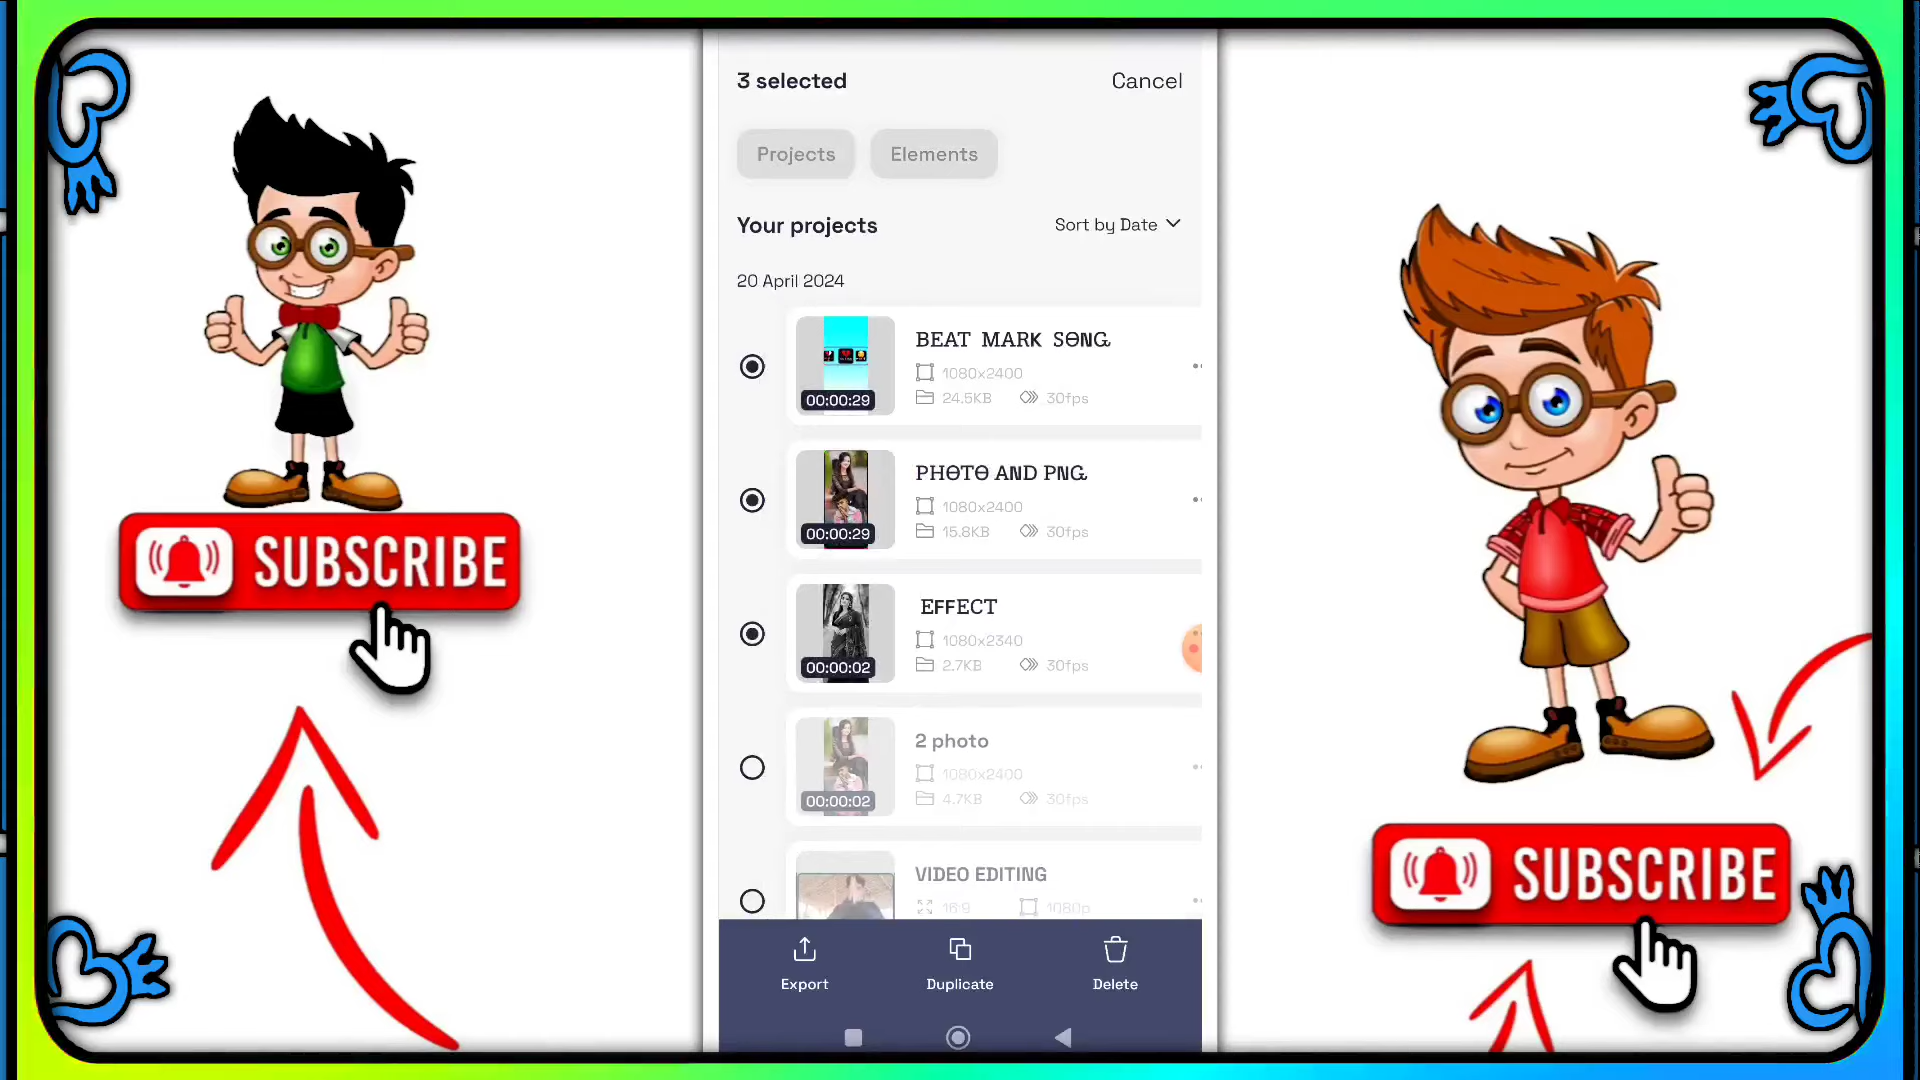 3 selected
Cancel
Projects
Elements
Your projects
Sort by Date
20 April 2024
BEAT MARK SӨNG
1080x2400
24.5KB
30fps
00:00:29
PHӨTӨ AND PNG
1080x2400
15.8KB
30fps
00:00:29
EFFECT
1080x2340
2.7KB
30fps
00:00:02
2 photo
1080x2400
4.7KB
30fps
00:00:02
VIDEO EDITING
16:9
1080p
Export
Duplicate
Delete
SUBSCRIBE
SUBSCRIBE